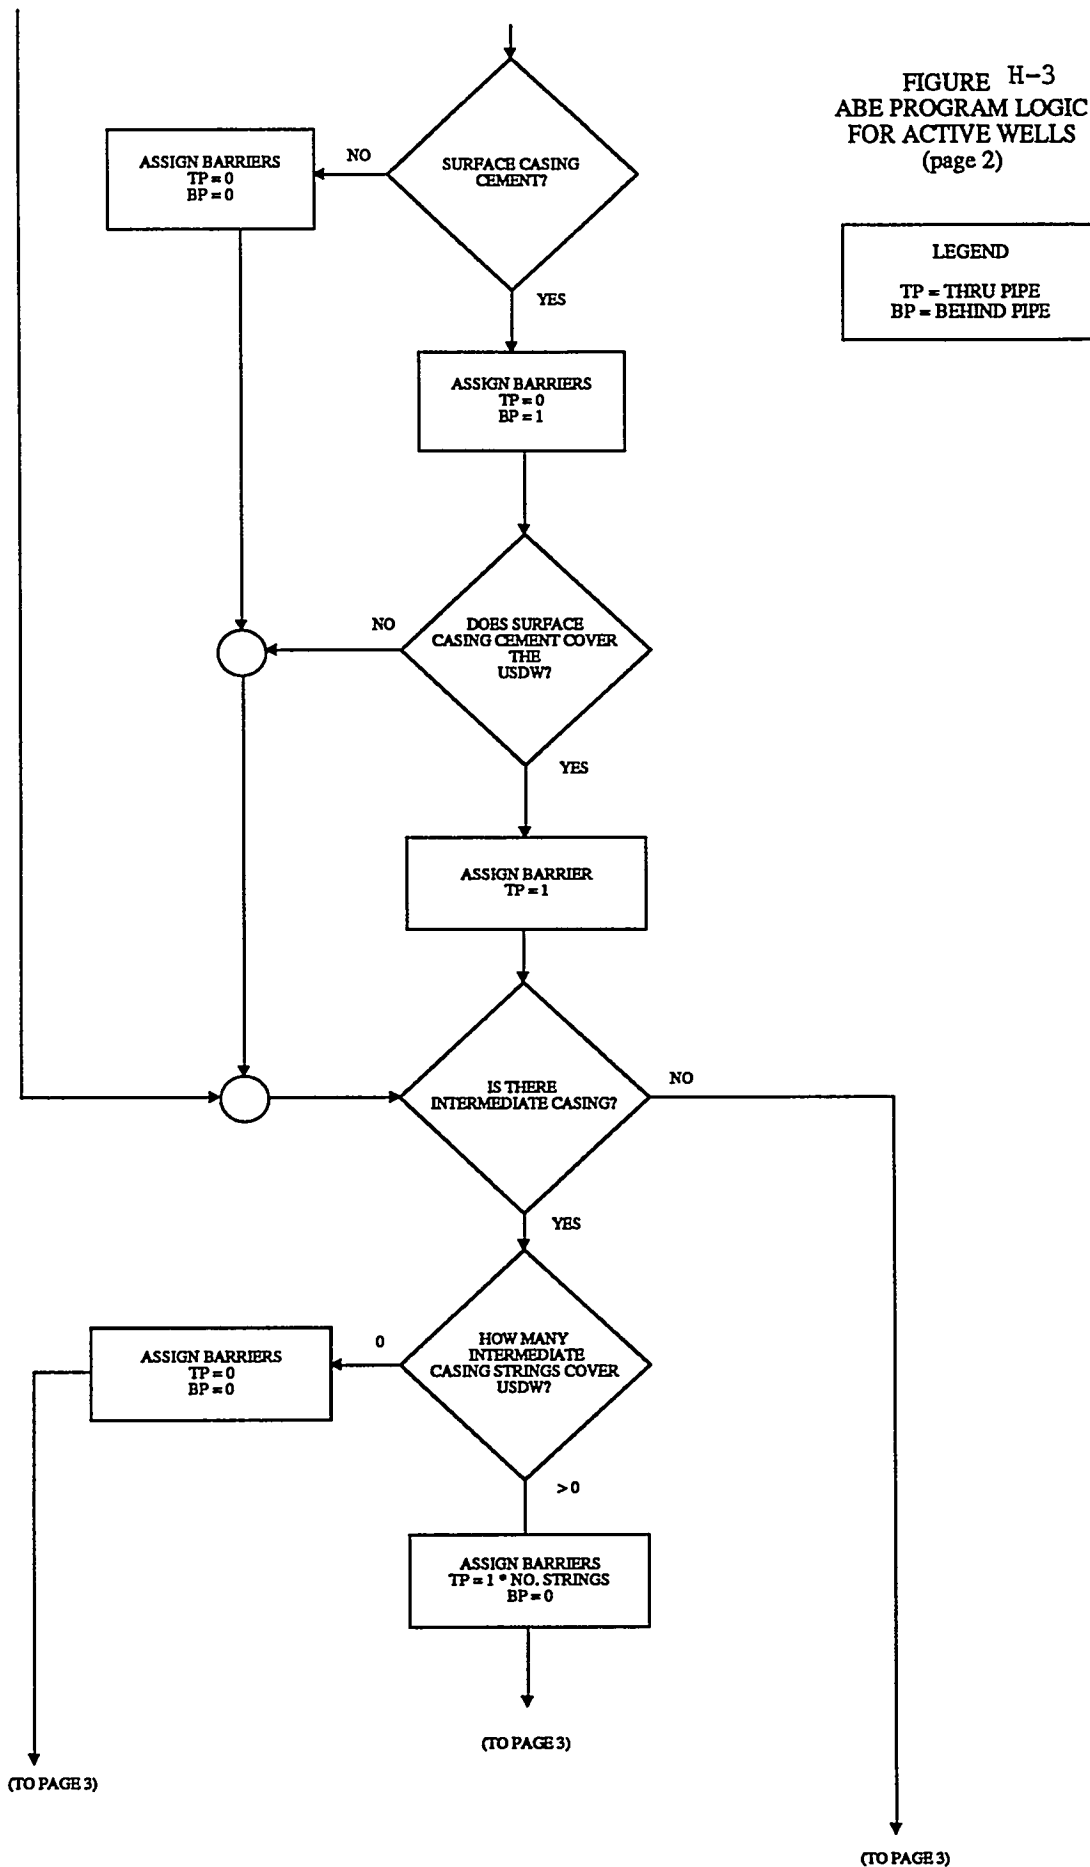 FIGURE H-3
ABE PROGRAM LOGIC
FOR ACTIVE WELLS
(page 2)
LEGEND
TP = THRU PIPE
BP = BEHIND PIPE
SURFACE CASING
CEMENT?
NO
ASSIGN BARRIERS
TP = 0
BP = 0
YES
ASSIGN BARRIERS
TP = 0
BP = 1
DOES SURFACE
CASING CEMENT COVER
THE
USDW?
NO
YES
ASSIGN BARRIER
TP = 1
IS THERE
INTERMEDIATE CASING?
NO
YES
HOW MANY
INTERMEDIATE
CASING STRINGS COVER
USDW?
0
ASSIGN BARRIERS
TP = 0
BP = 0
> 0
ASSIGN BARRIERS
TP = 1 * NO. STRINGS
BP = 0
(TO PAGE 3)
(TO PAGE 3)
(TO PAGE 3)